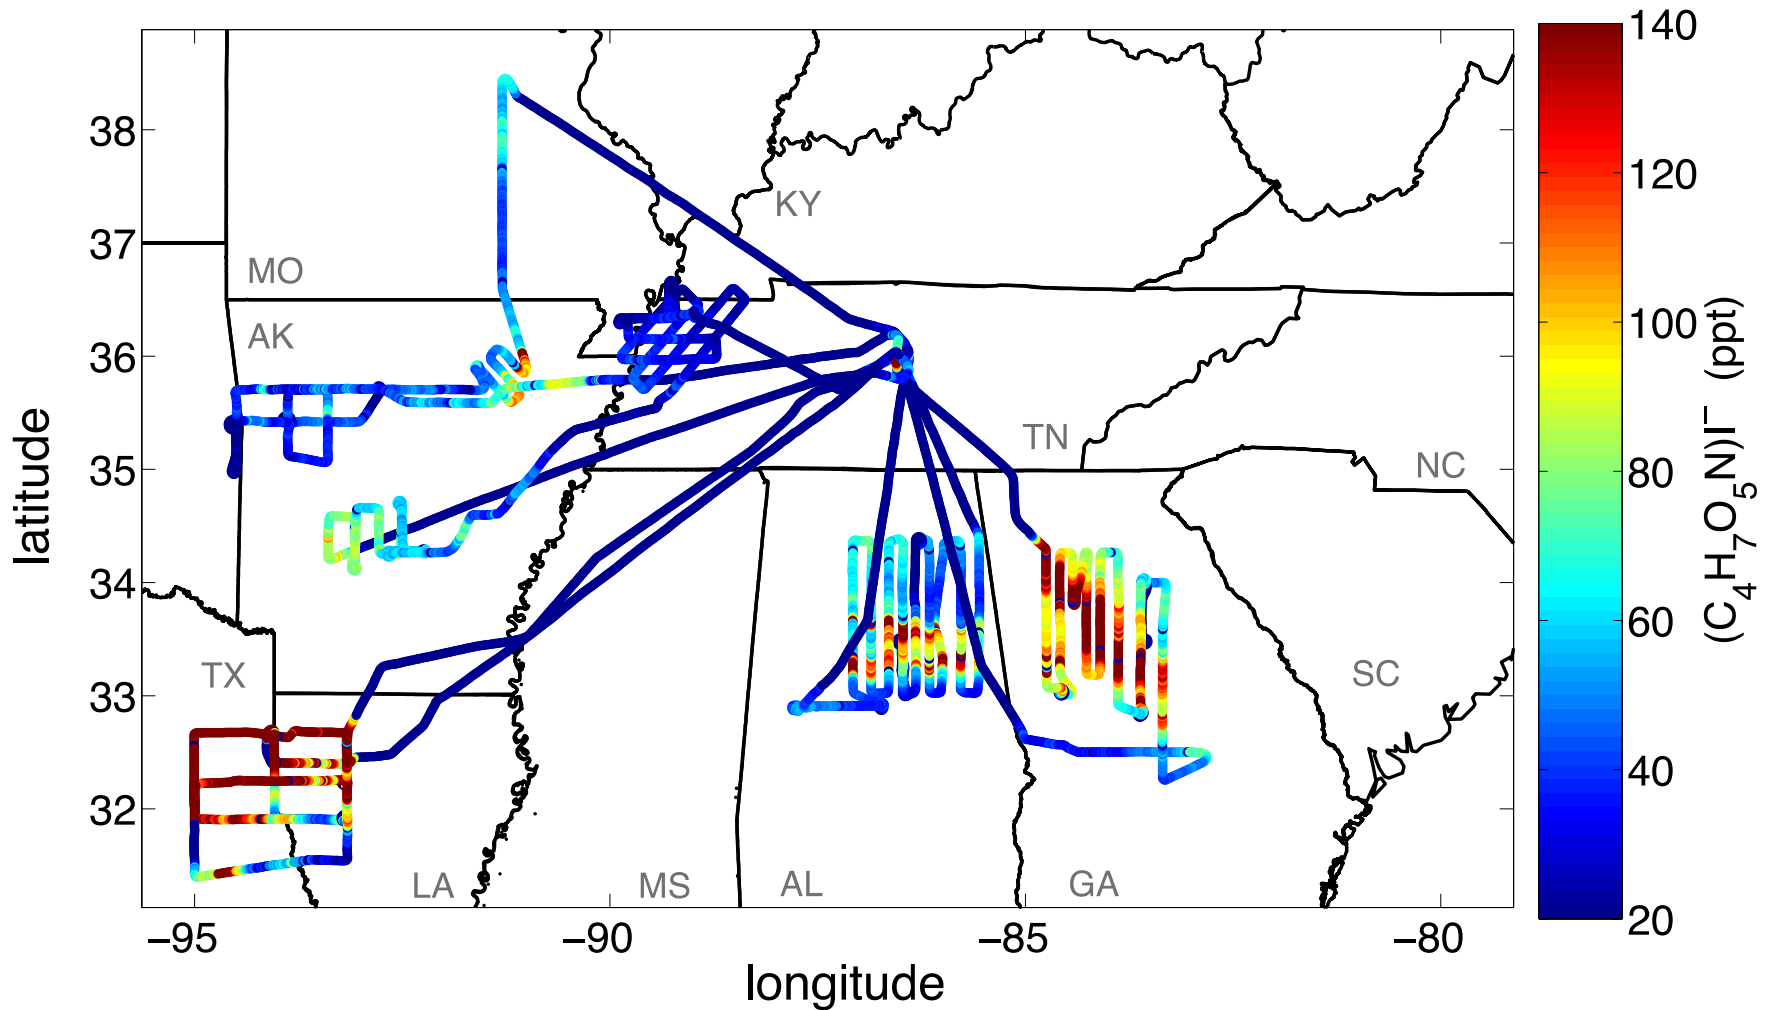 140
38
120
KY
37
MO
AK
36
100
TN
35
NC
80
34
60
33
TX
SC
40
32
LA
MS
AL
GA
20
−95
−90
−85
−80
latitude
longitude
(C4H7O5N)I− (ppt)